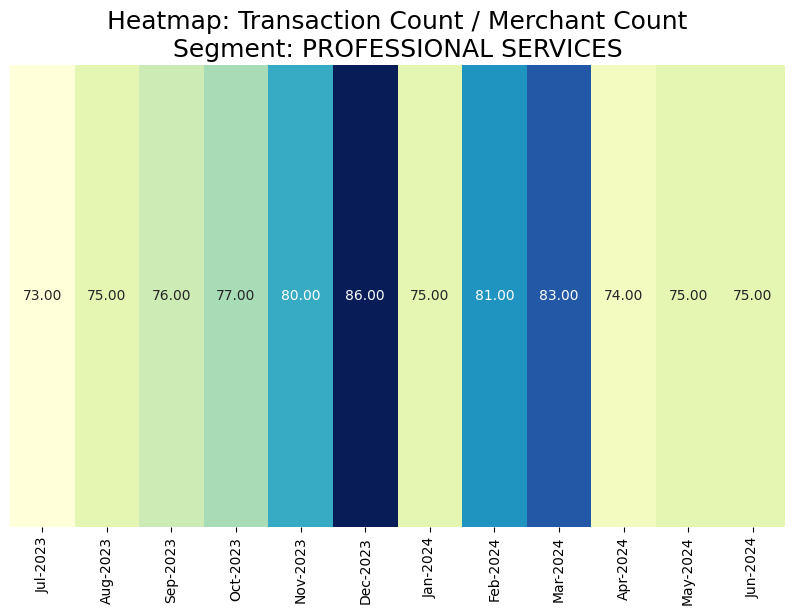 Heatmap: Transaction Count / Merchant Count
Segment: PROFESSIONAL SERVICES
73.00 75.00 76.00 77.00 80.00 86.00 75.00 81.00 83.00 74.00 75.00 75.00
Jul-2023 Aug-2023 Sep-2023 Oct-2023 Nov-2023 Dec-2023 Jan-2024 Feb-2024 Mar-2024 Apr-2024 May-2024 Jun-2024